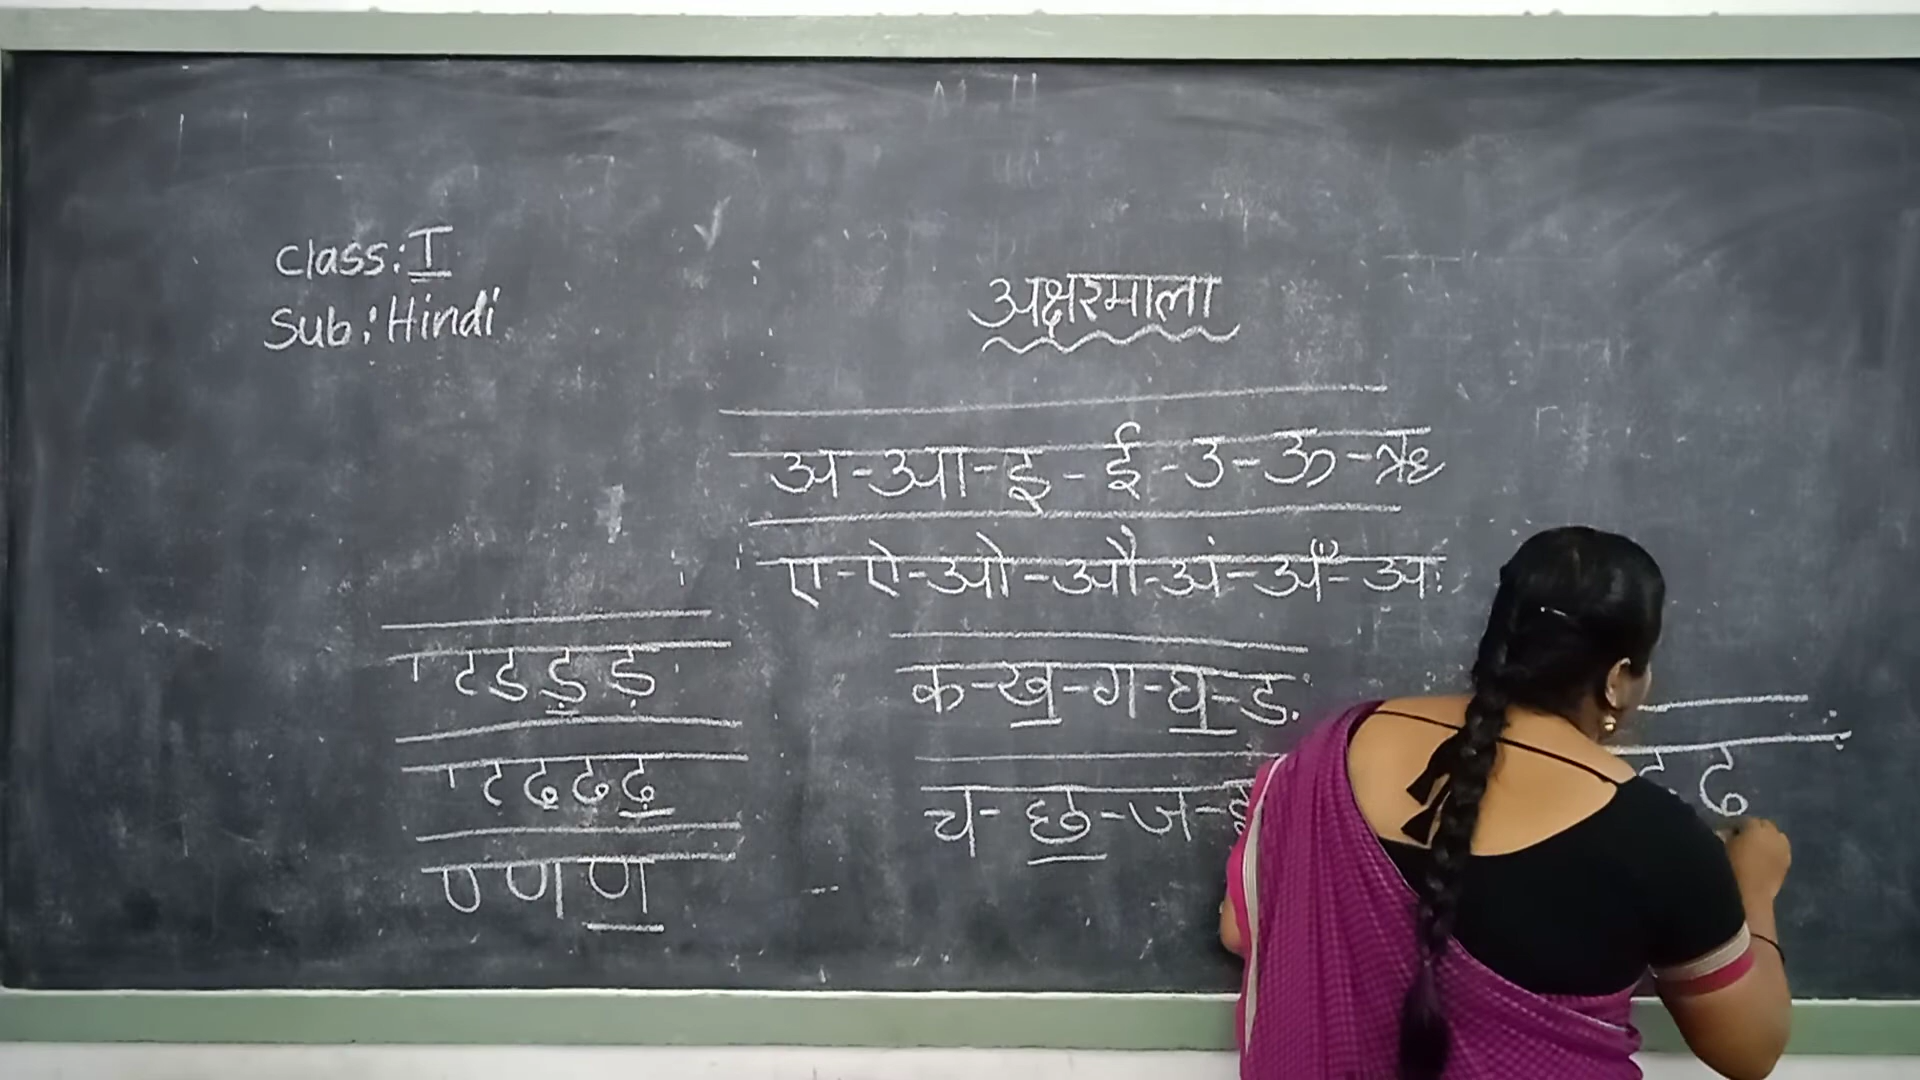 Class: I
Sub: Hindi
अक्षरमाला
अ-आ-इ-ई-उ-ऊ-ऋ
ए-ऐ-ओ-औ-अं-अँ-अः
ट ड ड़ ड़
ट ढ ढ ढ़
ण ण
क-ख-ग-घ-ङ
च-छ-ज-
ढ